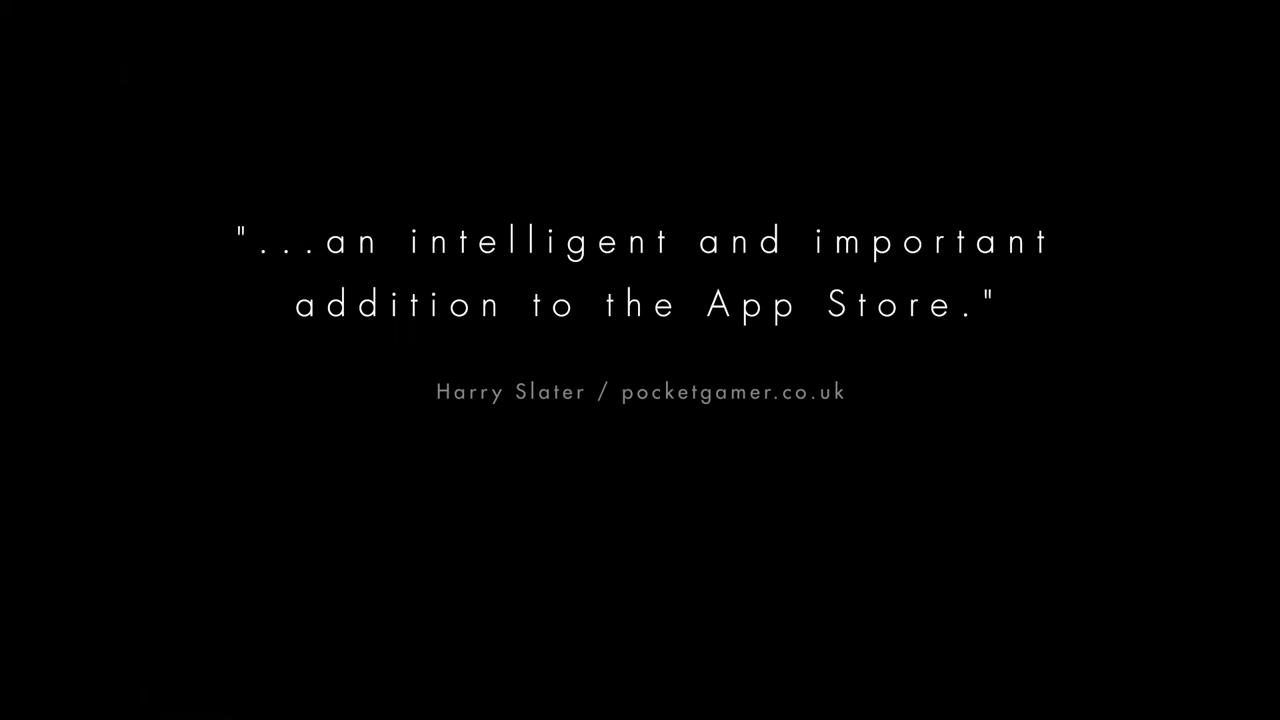 "...an intelligent and important
addition to the App Store."
Harry Slater / pocketgamer.co.uk